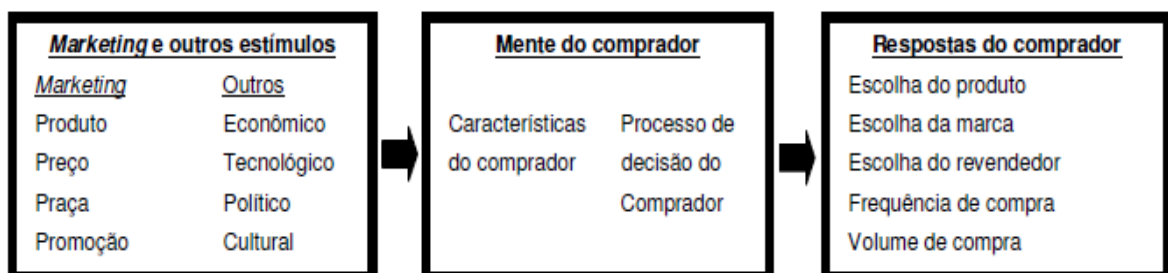 Marketing e outros estímulos
Marketing Outros
Produto Econômico
Preço Tecnológico
Praça Político
Promoção Cultural
Mente do comprador
Características Processo de
do comprador decisão do
Comprador
Respostas do comprador
Escolha do produto
Escolha da marca
Escolha do revendedor
Frequência de compra
Volume de compra